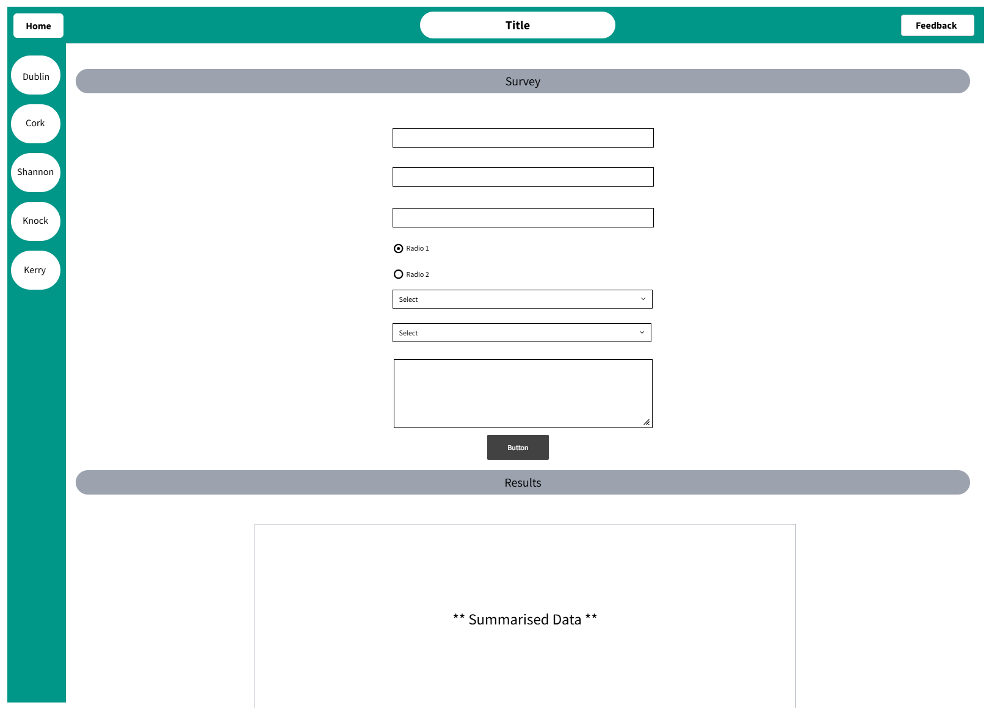 Home
Title
Feedback
Dublin
Cork
Shannon
Knock
Kerry
Survey
Radio 1
Radio 2
Select
Select
Button
Results
** Summarised Data **